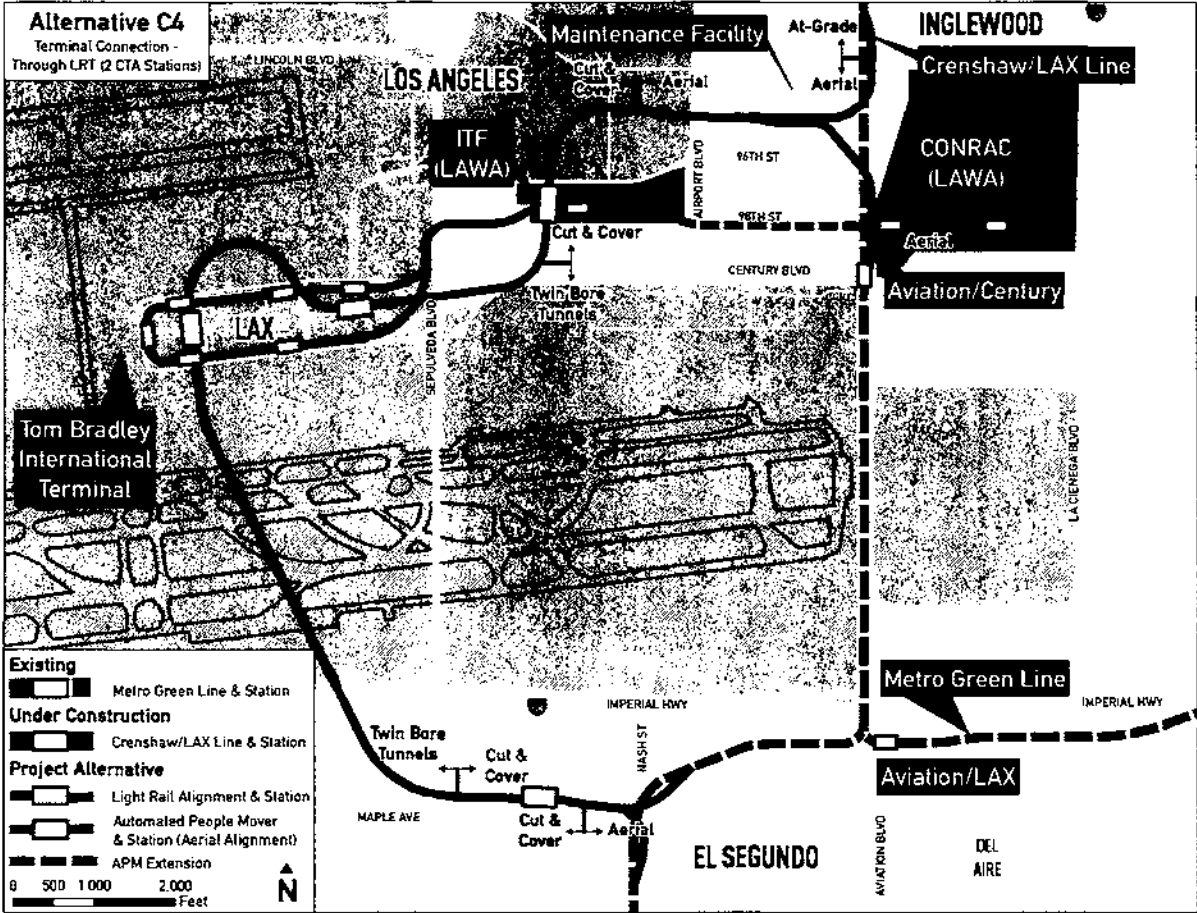 Alternative C4
Terminal Connection -
Through LRT (2 CTA Stations)
LINCOLN BLVD
LOS ANGELES
Maintenance Facility
Cut &
Cover
Aerial
At-Grade
Aerial
INGLEWOOD
Crenshaw/LAX Line
ITF
(LAWA)
AIRPORT BLVD
96TH ST
98TH ST
CONRAC
(LAWA)
Cut & Cover
Aerial
CENTURY BLVD
Aviation/Century
Twin Bore
Tunnels
SEPULVEDA BLVD
LAX
Tom Bradley
International
Terminal
LA CIENEGA BLVD
Existing
Metro Green Line & Station
Under Construction
Crenshaw/LAX Line & Station
Project Alternative
Light Rail Alignment & Station
Automated People Mover
& Station (Aerial Alignment)
APM Extension
0 500 1 000 2,000
Feet
N
Twin Bore
Tunnels
Cut &
Cover
MAPLE AVE
Cut &
Cover
Aerial
IMPERIAL HWY
NASH ST
Metro Green Line
IMPERIAL HWY
Aviation/LAX
EL SEGUNDO
AVIATION BLVD
DEL
AIRE